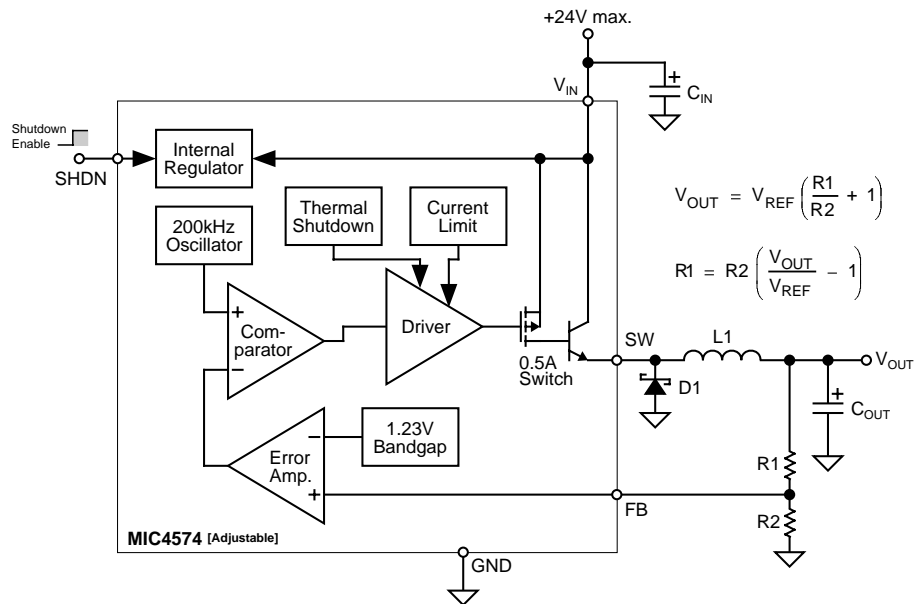 +24V max.
V_IN
C_IN
Shutdown
Enable
SHDN
Internal
Regulator
200kHz
Oscillator
Thermal
Shutdown
Current
Limit
V_OUT = V_REF (R1/R2 + 1)
R1 = R2 (V_OUT/V_REF − 1)
+
Com-
parator
−
Driver
0.5A
Switch
SW
L1
D1
V_OUT
+
C_OUT
R1
R2
1.23V
Bandgap
−
Error
Amp.
+
FB
MIC4574 [Adjustable]
GND
+